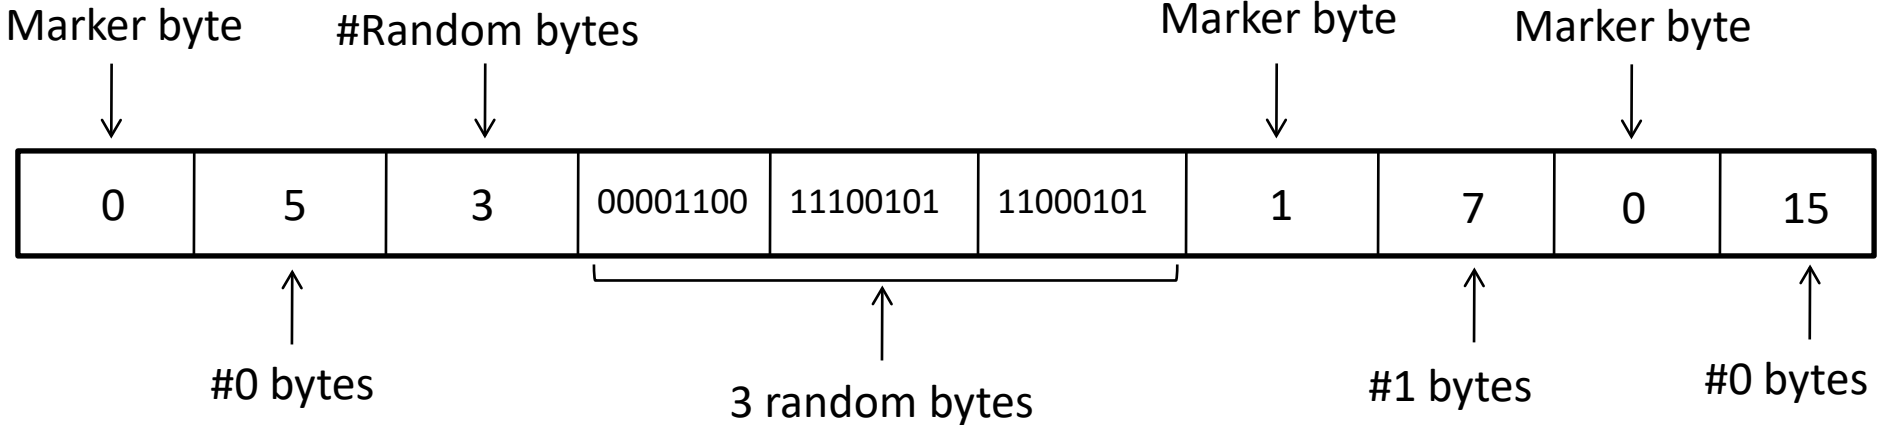 Marker byte
#Random bytes
Marker byte
Marker byte
0 5 3 00001100 11100101 11000101 1 7 0 15
#0 bytes
3 random bytes
#1 bytes
#0 bytes